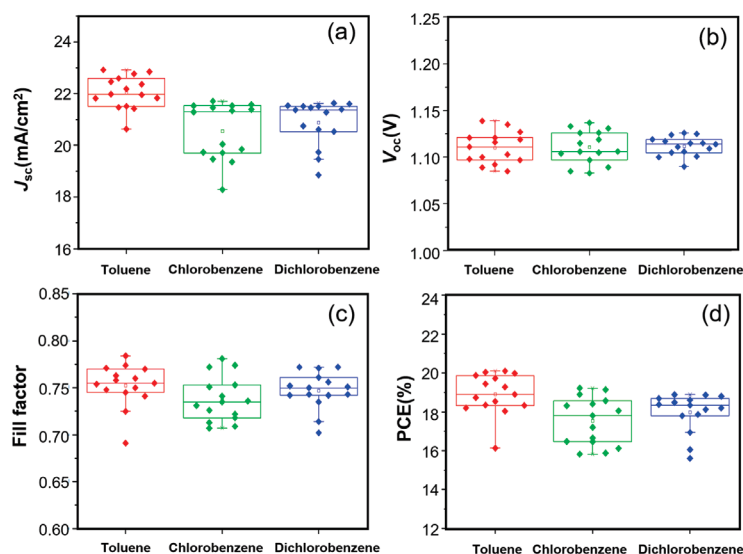 (a)
24
22
20
18
16
Jsc(mA/cm²)
Toluene Chlorobenzene Dichlorobenzene
(b)
1.25
1.20
1.15
1.10
1.05
1.00
Voc(V)
Toluene Chlorobenzene Dichlorobenzene
(c)
0.85
0.80
0.75
0.70
0.65
0.60
Fill factor
Toluene Chlorobenzene Dichlorobenzene
(d)
24
22
20
18
16
14
12
PCE(%)
Toluene Chlorobenzene Dichlorobenzene